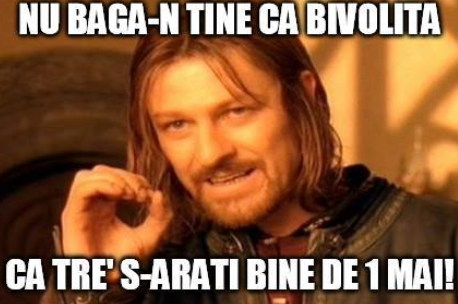 NU BAGA-N TINE CA BIVOLITA
CA TRE' S-ARATI BINE DE 1 MAI!